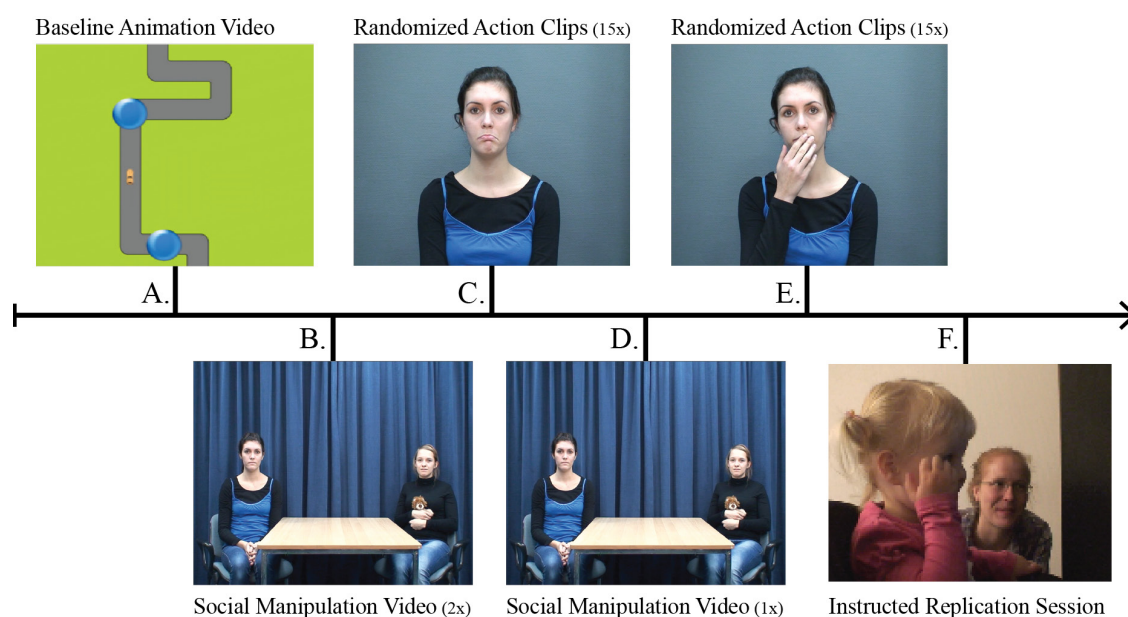 Baseline Animation Video
Randomized Action Clips (15x)
Randomized Action Clips (15x)
A.
C.
E.
B.
D.
F.
Social Manipulation Video (2x)
Social Manipulation Video (1x)
Instructed Replication Session